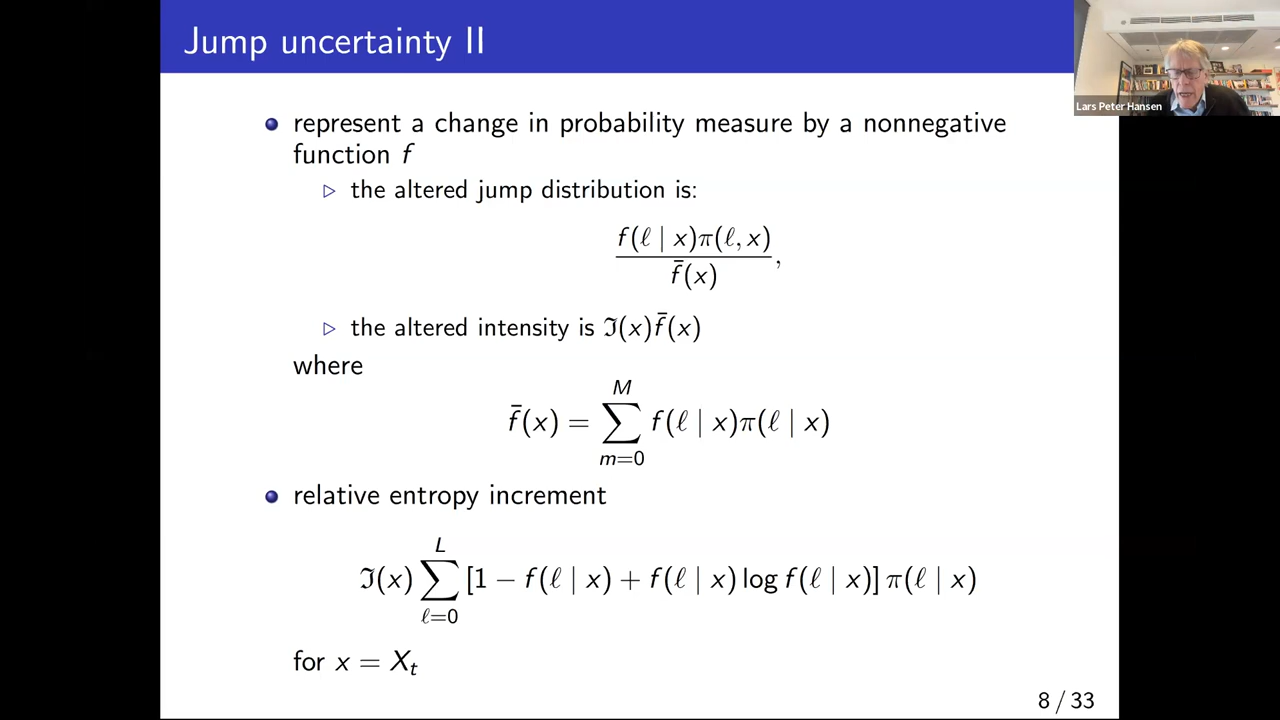 Jump uncertainty II
Lars Peter Hansen
• represent a change in probability measure by a nonnegative
function f
▷ the altered jump distribution is:
f(ℓ | x)π(ℓ, x)
f̄(x)
,
▷ the altered intensity is ℑ(x)f̄(x)
where
f̄(x) = ∑_{m=0}^{M} f(ℓ | x)π(ℓ | x)
• relative entropy increment
ℑ(x) ∑_{ℓ=0}^{L} [1 − f(ℓ | x) + f(ℓ | x) log f(ℓ | x)] π(ℓ | x)
for x = X_t
8 / 33